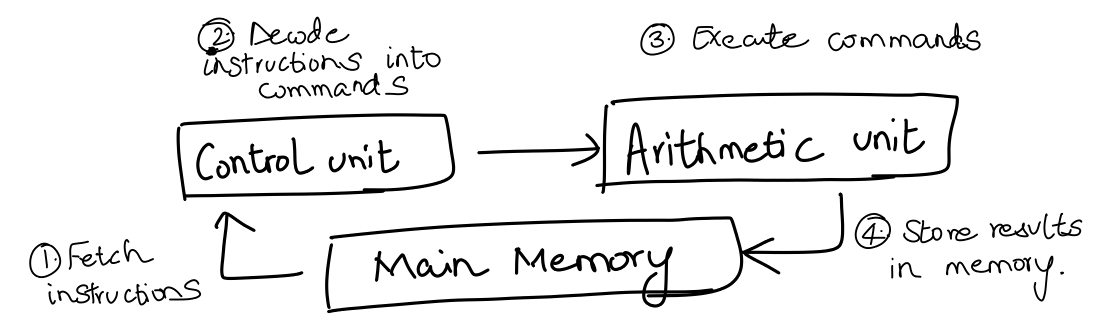 ② Decode
instructions into
commands
③ Execute commands
Control unit
Arithmetic unit
① Fetch
instructions
Main Memory
④ Store results
in memory.